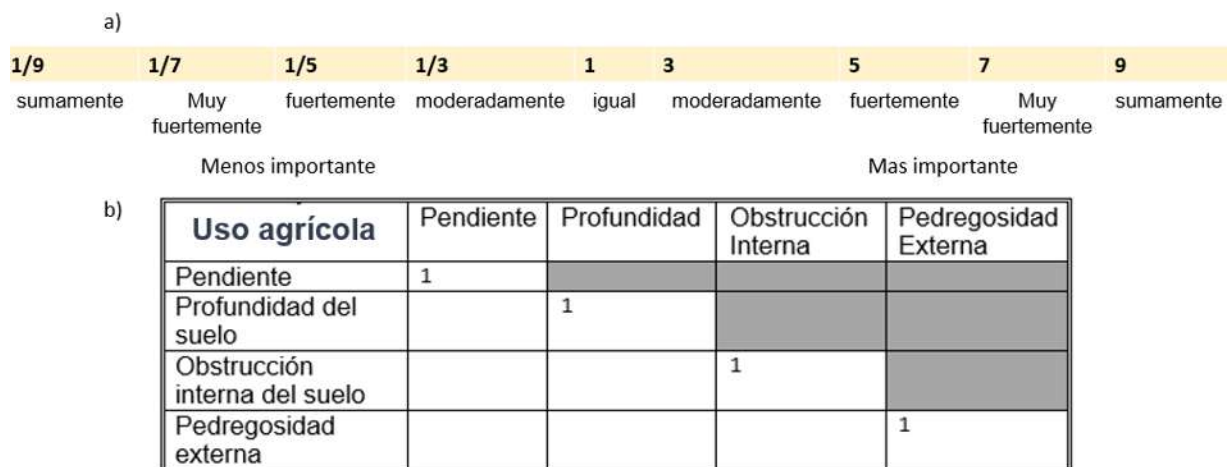 a)
1/9 1/7 1/5 1/3 1 3 5 7 9
sumamente Muy fuertemente moderadamente igual moderadamente fuertemente Muy sumamente
fuertemente fuertemente
Menos importante Mas importante
b)
Uso agrícola Pendiente Profundidad Obstrucción Pedregosidad
Interna Externa
Pendiente 1
Profundidad del 1
suelo
Obstrucción 1
interna del suelo
Pedregosidad 1
externa